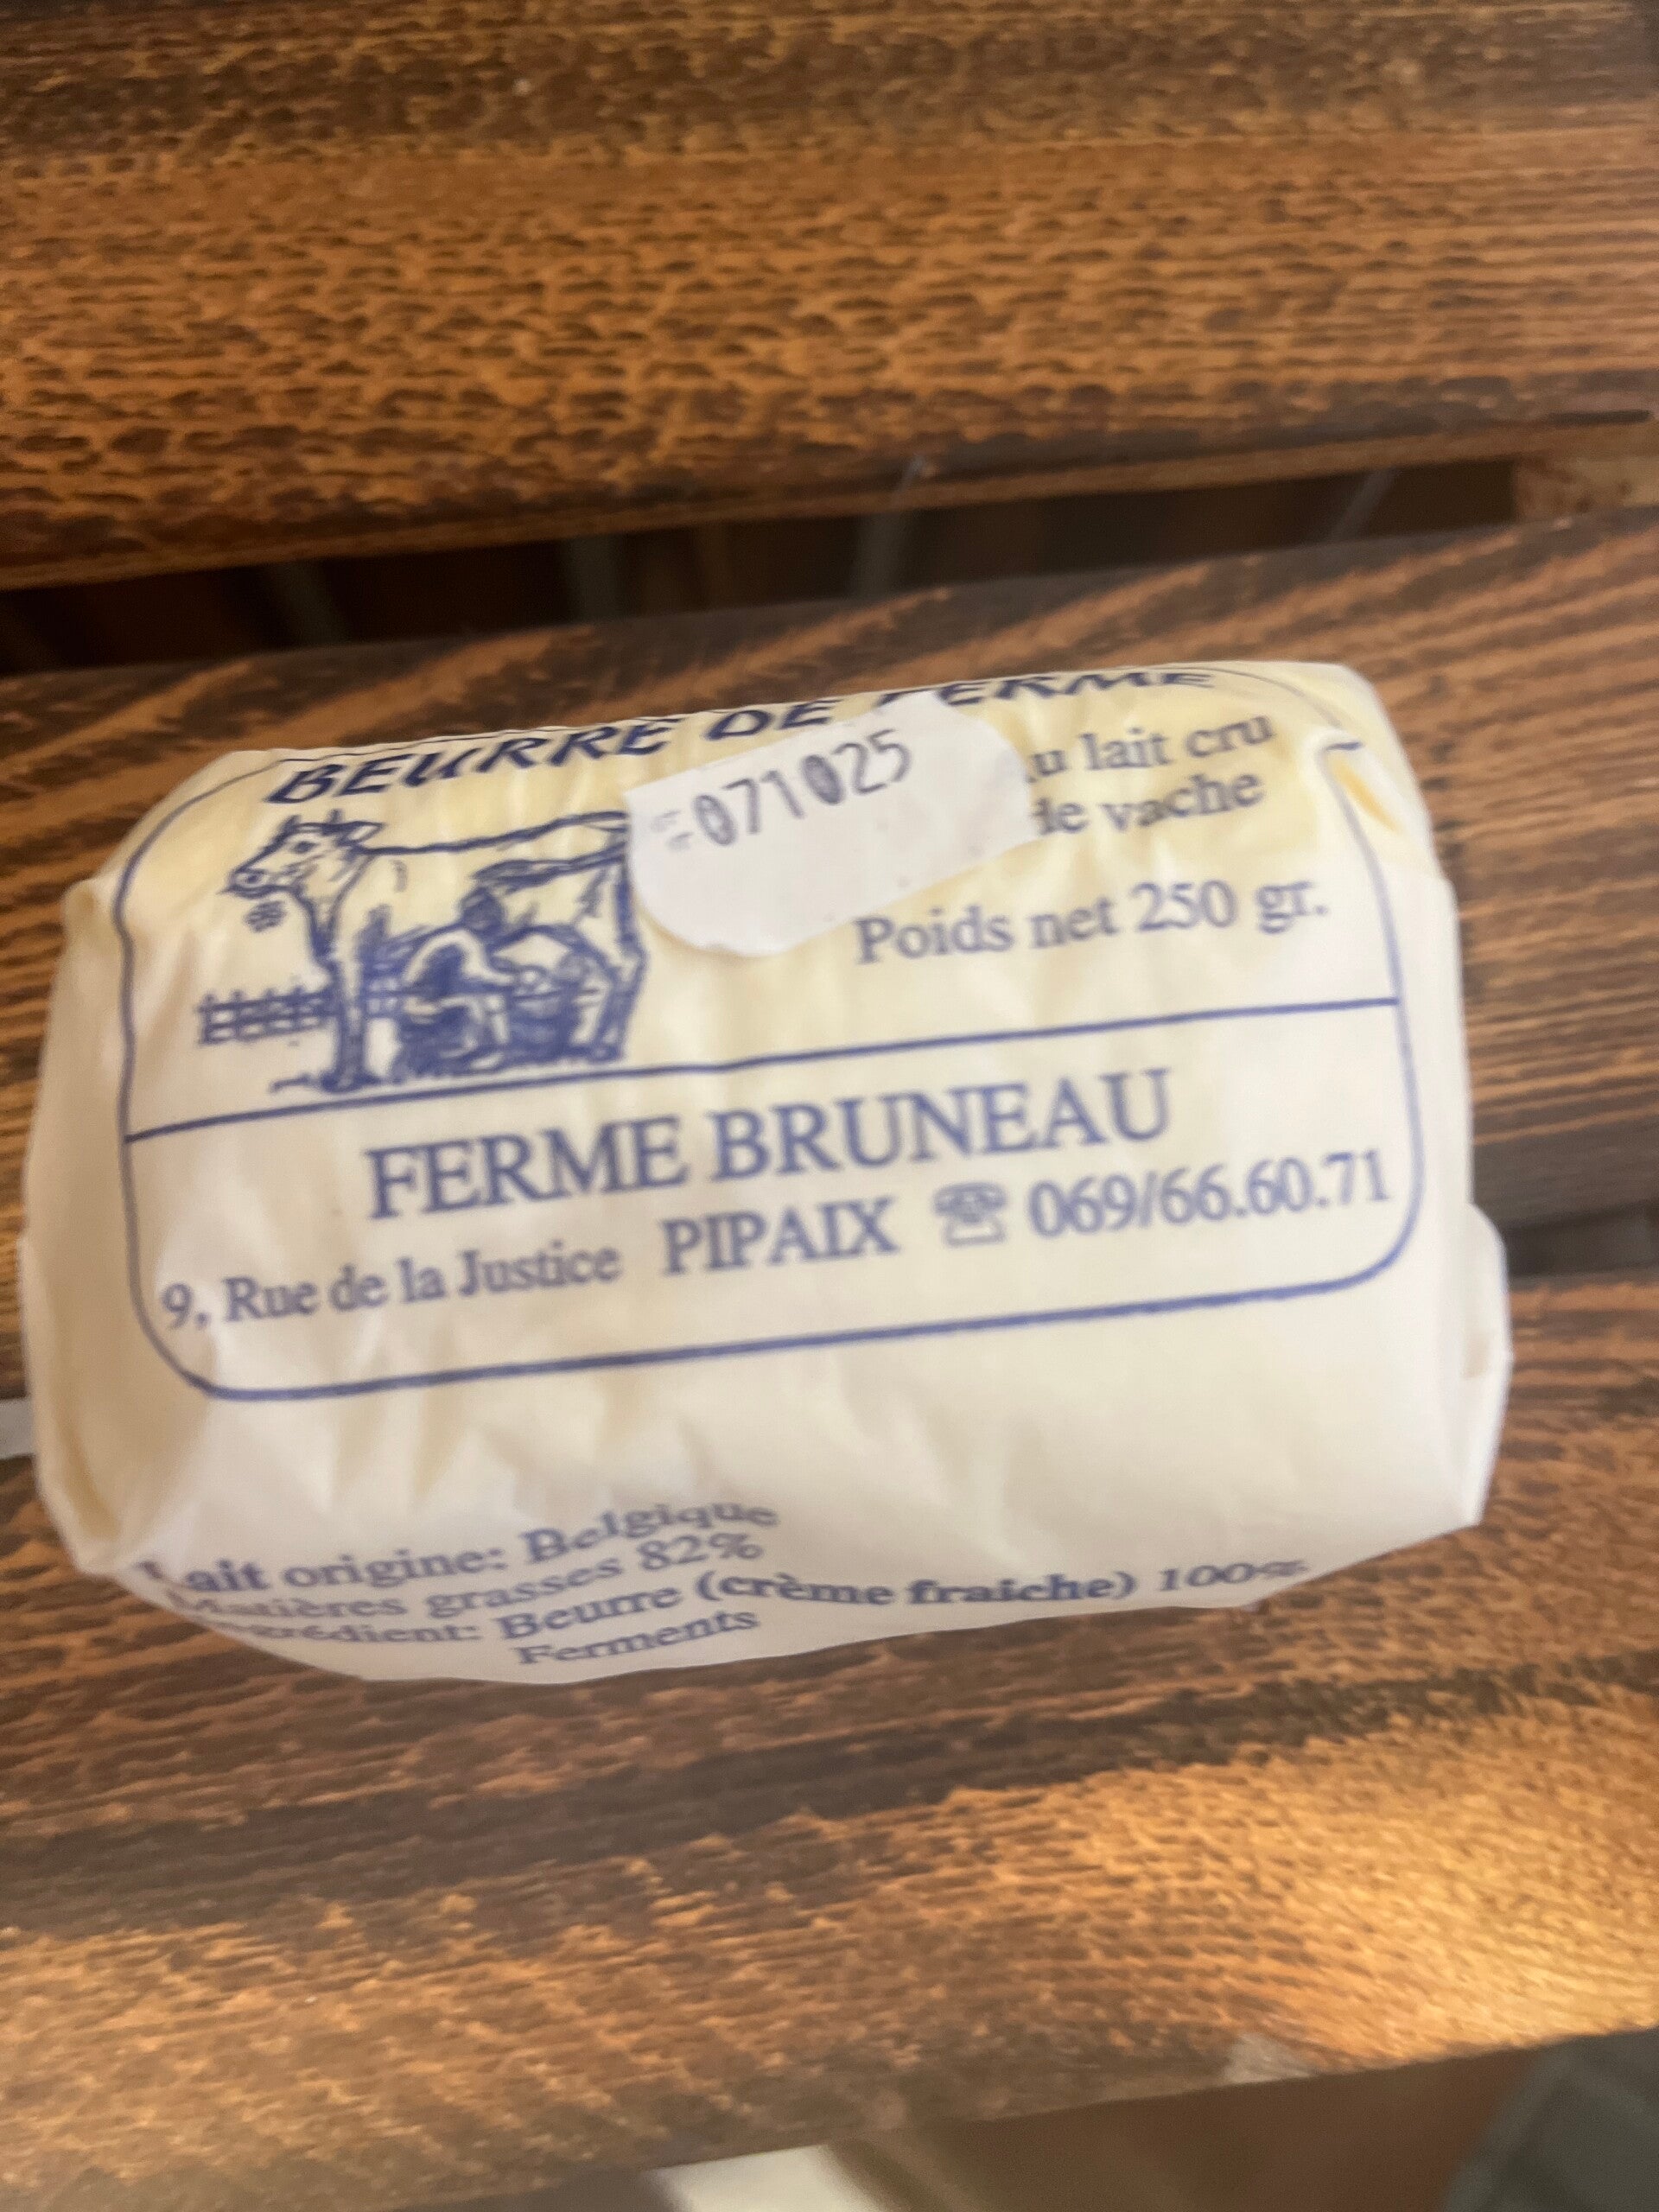 BEURRE DE FERME
071025
u lait cru
de vache
Poids net 250 gr.
FERME BRUNEAU
9, Rue de la Justice PIPAIX ☎ 069/66.60.71
Lait origine: Belgique
Matières grasses 82%
Ingrédient: Beurre (crème fraiche) 100%
Ferments